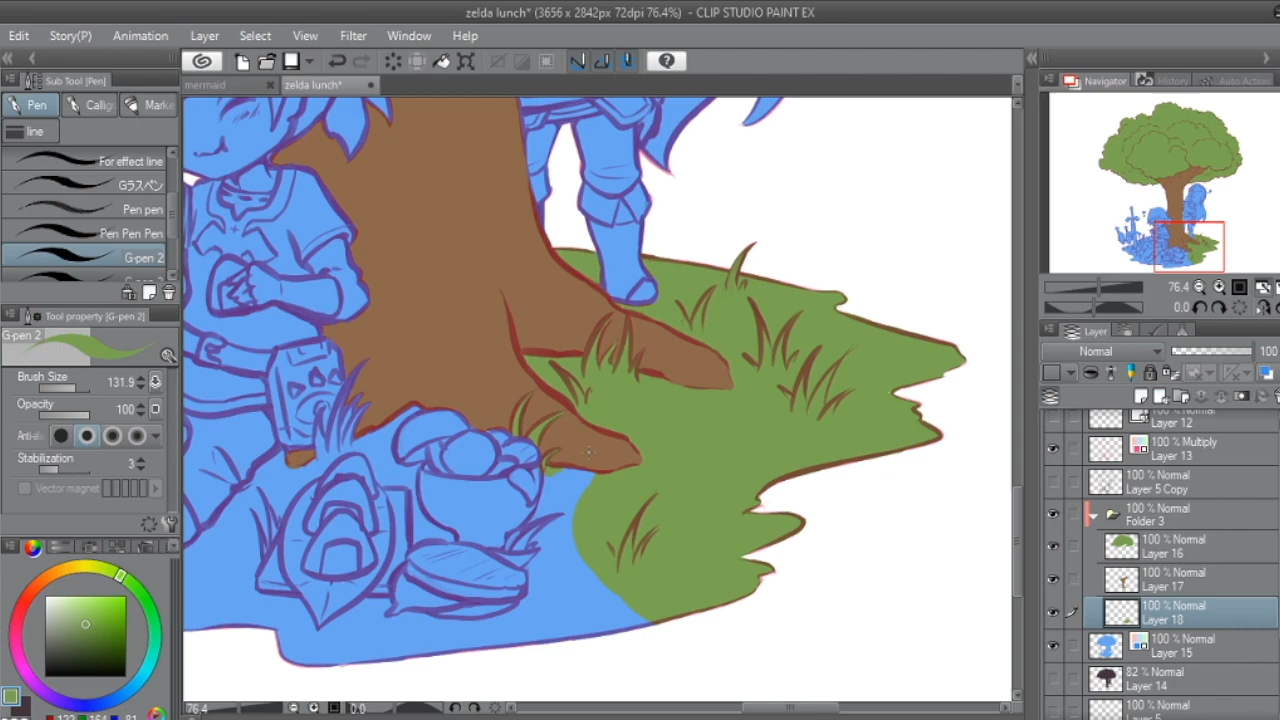 zelda lunch* (3656 x 2842px 72dpi 76.4%) - CLIP STUDIO PAINT EX
Edit Story(P) Animation Layer Select View Filter Window Help
Sub Tool [Pen]
mermaid
zelda lunch*
Navigator
History
Auto Action
Pen
Callig
Marke
line
For effect line
Gラスペン
Pen pen
Pen Pen Pen
G-pen 2
Tool property [G-pen 2]
G-pen 2
Brush Size 131.9
Opacity 100
Anti-al
Stabilization 3
Vector magnet
76.4
0.0
Layer
Normal 100
Layer 12
100 % Multiply
Layer 13
100 % Normal
Layer 5 Copy
100 % Normal
Folder 3
100 % Normal
Layer 16
100 % Normal
Layer 17
100 % Normal
Layer 18
100 % Normal
Layer 15
82 % Normal
Layer 14
100 % Normal
76.4
0.0